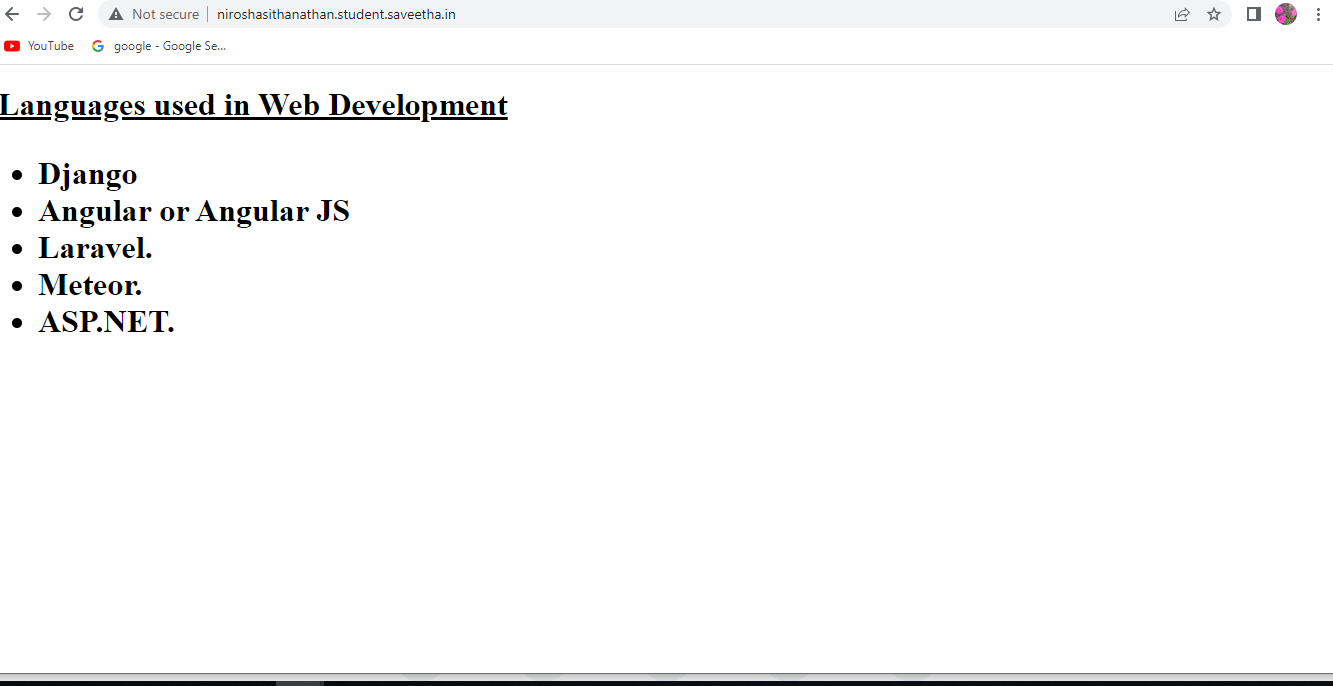 Not secure niroshasithanathan.student.saveetha.in
YouTube google - Google Se...
Languages used in Web Development
Django
Angular or Angular JS
Laravel.
Meteor.
ASP.NET.